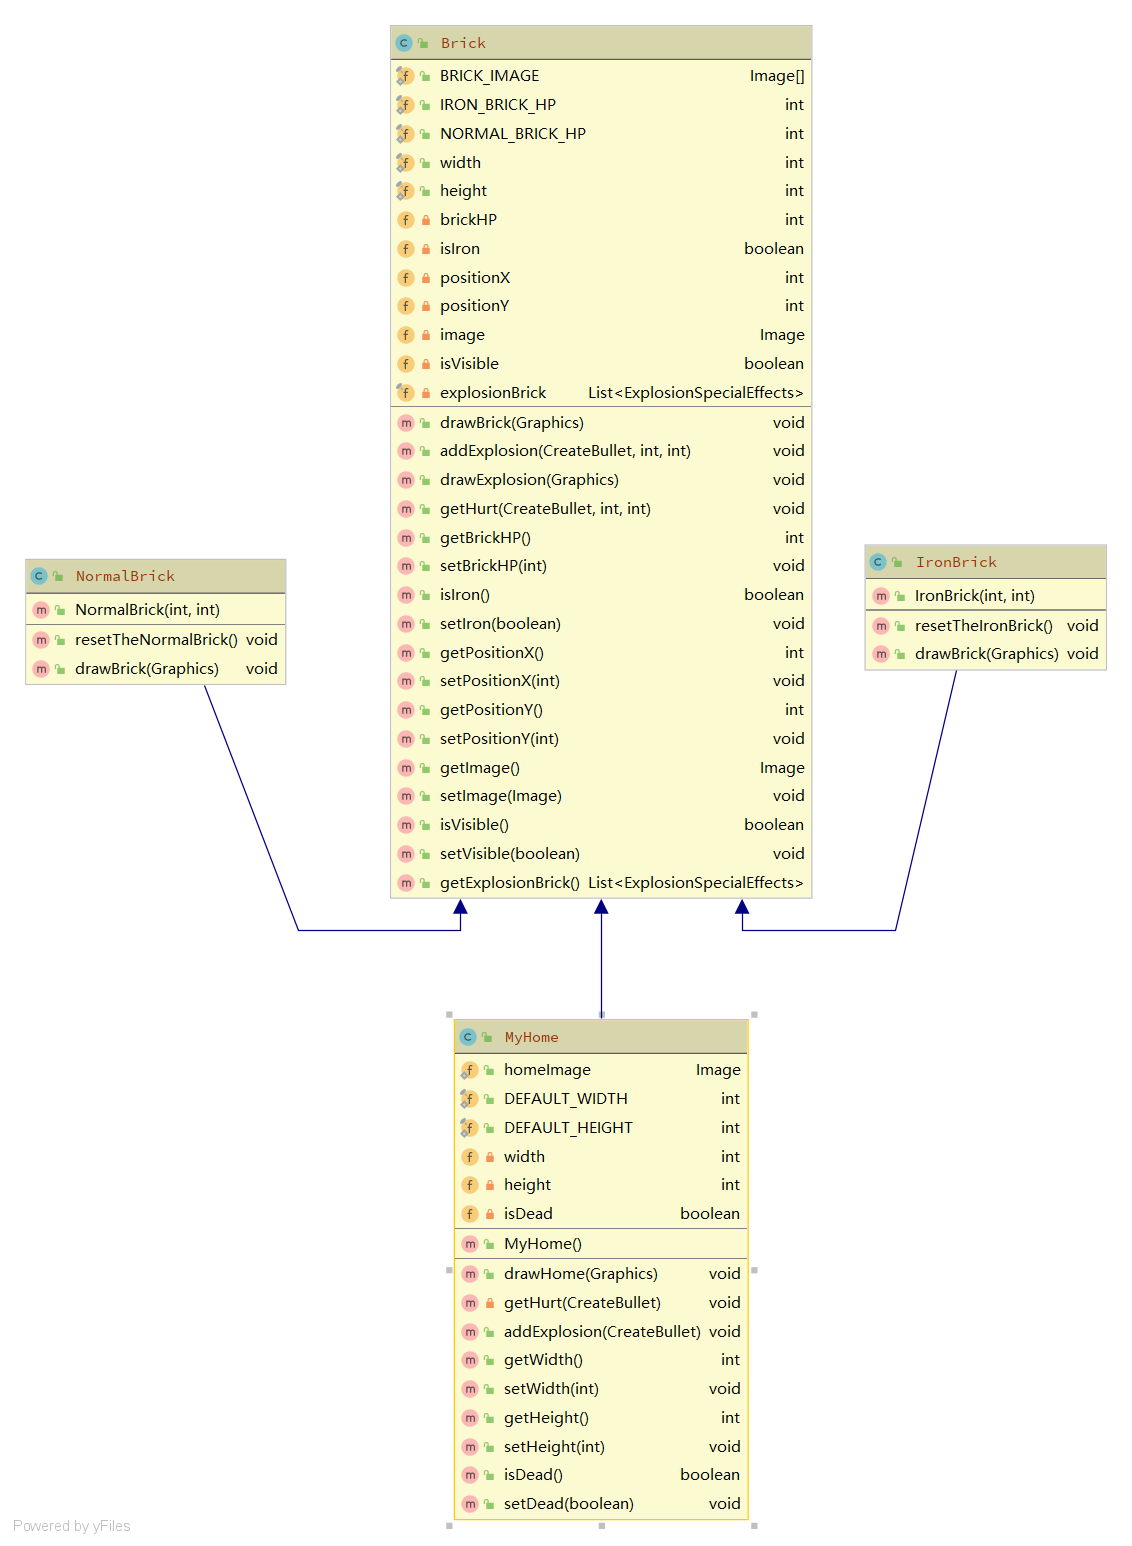 Brick
BRICK_IMAGE Image[]
IRON_BRICK_HP int
NORMAL_BRICK_HP int
width int
height int
brickHP int
isIron boolean
positionX int
positionY int
image Image
isVisible boolean
explosionBrick List<ExplosionSpecialEffects>
drawBrick(Graphics) void
addExplosion(CreateBullet, int, int) void
drawExplosion(Graphics) void
getHurt(CreateBullet, int, int) void
getBrickHP() int
setBrickHP(int) void
isIron() boolean
setIron(boolean) void
getPositionX() int
setPositionX(int) void
getPositionY() int
setPositionY(int) void
getImage() Image
setImage(Image) void
isVisible() boolean
setVisible(boolean) void
getExplosionBrick() List<ExplosionSpecialEffects>
NormalBrick
NormalBrick(int, int)
resetTheNormalBrick() void
drawBrick(Graphics) void
IronBrick
IronBrick(int, int)
resetTheIronBrick() void
drawBrick(Graphics) void
MyHome
homeImage Image
DEFAULT_WIDTH int
DEFAULT_HEIGHT int
width int
height int
isDead boolean
MyHome()
drawHome(Graphics) void
getHurt(CreateBullet) void
addExplosion(CreateBullet) void
getWidth() int
setWidth(int) void
getHeight() int
setHeight(int) void
isDead() boolean
setDead(boolean) void
Powered by yFiles